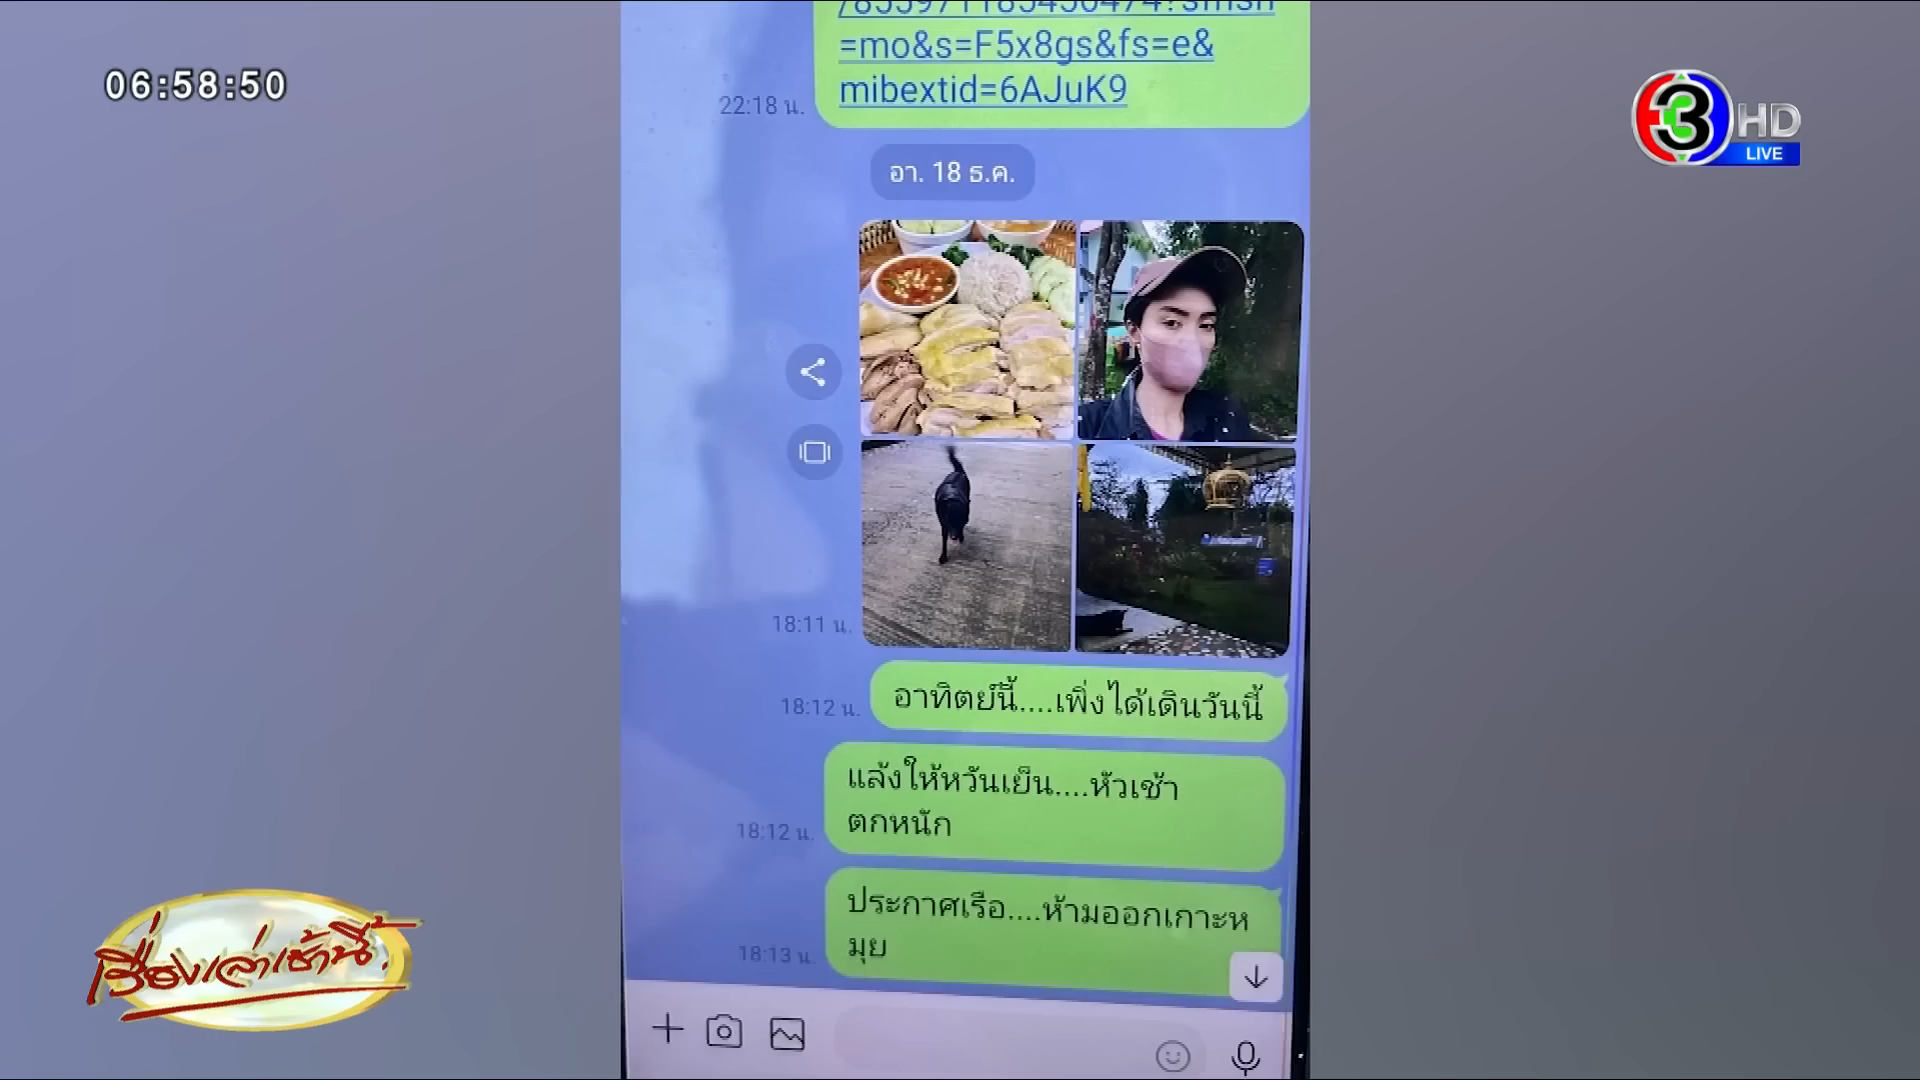 06:58:50
3 HD
LIVE
=mo&s=F5x8gs&fs=e&
mibextid=6AJuK9
22:18 น.
อา. 18 ธ.ค.
18:11 น.
อาทิตย์นี้....เพิ่งได้เดินวันนี้
18:12 น.
แล้งให้หวันเย็น....หัวเช้า
ตกหนัก
18:12 น.
ประกาศเรือ....ห้ามออกเกาะห
มุย
18:13 น.
เรื่องเล่าเช้านี้